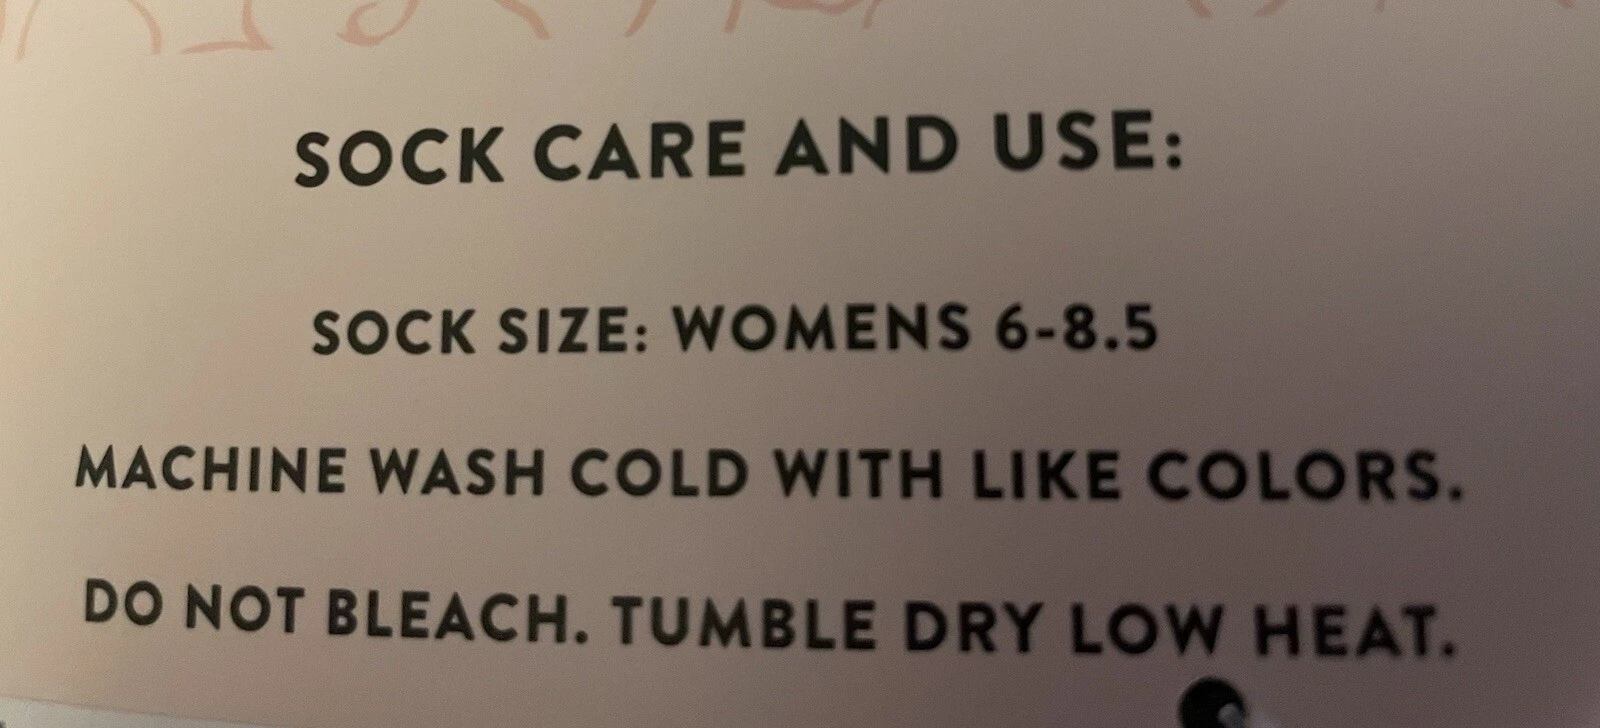 SOCK CARE AND USE:
SOCK SIZE: WOMENS 6-8.5
MACHINE WASH COLD WITH LIKE COLORS.
DO NOT BLEACH. TUMBLE DRY LOW HEAT.